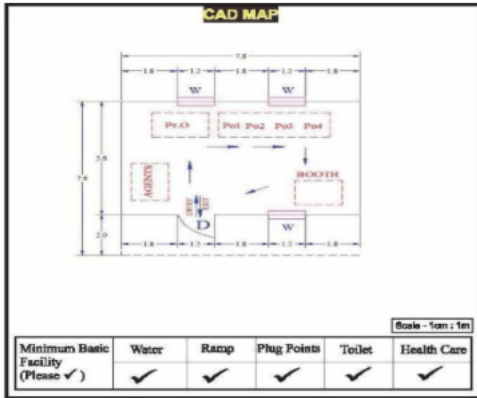 CAD MAP
7.8
1.8 1.2 1.8 1.2 1.8
W W
Pr.O Po1 Po2 Po3 Po4
7.6 5.6
AGENTS
BOOTH
EXIT
D W
2.0
1.8 1.2 1.8 1.2 1.8
Scale - 1cm : 1m
Minimum Basic Facility (Please ✓) Water Ramp Plug Points Toilet Health Care
✓ ✓ ✓ ✓ ✓